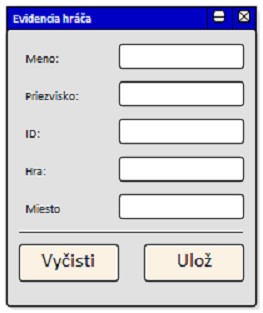 Evidencia hráča
Meno:
Priezvisko:
ID:
Hra:
Miesto
Vyčisti
Ulož